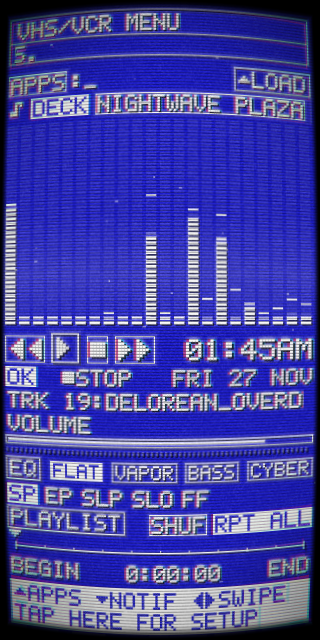 VHS/VCR MENU
5.
APPS:_ ▲LOAD
♪ DECK NIGHTWAVE PLAZA
01:45AM
OK ■STOP FRI 27 NOV
TRK 19:DELOREAN_OVERD
VOLUME
EQ FLAT VAPOR BASS CYBER
SP EP SLP SLO FF
PLAYLIST SHUF RPT ALL
BEGIN 0:00:00 END
▲APPS ▼NOTIF ◀▶SWIPE
TAP HERE FOR SETUP